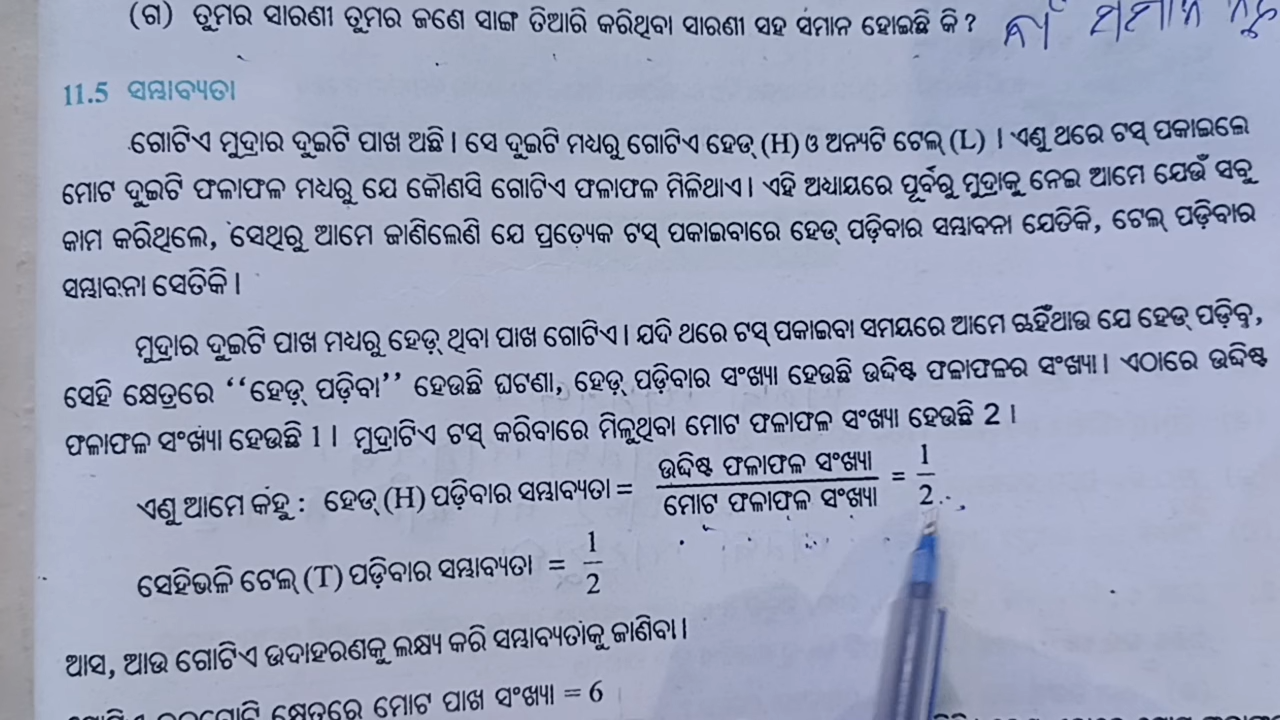 (ଗ) ତୁମର ସାରଣୀ ତୁମର ଜଣେ ସାଙ୍ଗ ତିଆରି କରିଥିବା ସାରଣୀ ସହ ସମାନ ହୋଇଛି କି ?
11.5 ସମ୍ଭାବ୍ୟତା
ଗୋଟିଏ ମୁଦ୍ରାର ଦୁଇଟି ପାଖ ଅଛି । ସେ ଦୁଇଟି ମଧ୍ୟରୁ ଗୋଟିଏ ହେଡ୍ (H) ଓ ଅନ୍ୟଟି ଟେଲ୍ (L) । ଏଣୁ ଥରେ ଟସ୍ ପକାଇଲେ
ମୋଟ ଦୁଇଟି ଫଳାଫଳ ମଧ୍ୟରୁ ଯେ କୌଣସି ଗୋଟିଏ ଫଳାଫଳ ମିଳିଥାଏ । ଏହି ଅଧ୍ୟାୟରେ ପୂର୍ବରୁ ମୁଦ୍ରାକୁ ନେଇ ଆମେ ଯେଉଁ ସବୁ
କାମ କରିଥିଲେ, ସେଥିରୁ ଆମେ ଜାଣିଲେଣି ଯେ ପ୍ରତ୍ୟେକ ଟସ୍ ପକାଇବାରେ ହେଡ୍ ପଡ଼ିବାର ସମ୍ଭାବନା ଯେତିକି, ଟେଲ୍ ପଡ଼ିବାର
ସମ୍ଭାବନା ସେତିକି ।
ମୁଦ୍ରାର ଦୁଇଟି ପାଖ ମଧ୍ୟରୁ ହେଡ୍ ଥିବା ପାଖ ଗୋଟିଏ । ଯଦି ଥରେ ଟସ୍ ପକାଇବା ସମୟରେ ଆମେ ଚାହିଁଥାଉ ଯେ ହେଡ୍ ପଡ଼ିବ,
ସେହି କ୍ଷେତ୍ରରେ ‘‘ହେଡ୍ ପଡ଼ିବା’’ ହେଉଛି ଘଟଣା, ହେଡ୍ ପଡ଼ିବାର ସଂଖ୍ୟା ହେଉଛି ଉଦ୍ଦିଷ୍ଟ ଫଳାଫଳର ସଂଖ୍ୟା । ଏଠାରେ ଉଦ୍ଦିଷ୍ଟ
ଫଳାଫଳ ସଂଖ୍ୟା ହେଉଛି 1 । ମୁଦ୍ରାଟିଏ ଟସ୍ କରିବାରେ ମିଳୁଥିବା ମୋଟ ଫଳାଫଳ ସଂଖ୍ୟା ହେଉଛି 2 ।
ଏଣୁ ଆମେ କହୁ : ହେଡ୍ (H) ପଡ଼ିବାର ସମ୍ଭାବ୍ୟତା = ଉଦ୍ଦିଷ୍ଟ ଫଳାଫଳ ସଂଖ୍ୟା / ମୋଟ ଫଳାଫଳ ସଂଖ୍ୟା = 1/2
ସେହିଭଳି ଟେଲ୍ (T) ପଡ଼ିବାର ସମ୍ଭାବ୍ୟତା = 1/2
ଆସ, ଆଉ ଗୋଟିଏ ଉଦାହରଣକୁ ଲକ୍ଷ୍ୟ କରି ସମ୍ଭାବ୍ୟତାକୁ ଜାଣିବା ।
କ୍ଷେତ୍ରରେ ମୋଟ ପାଖ ସଂଖ୍ୟା = 6